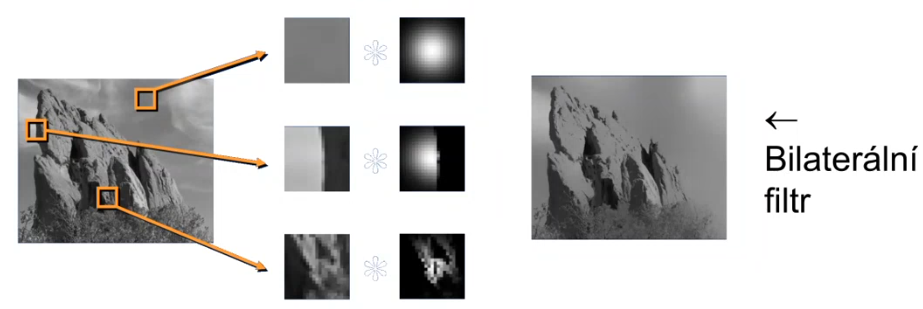 ←
Bilaterální
filtr